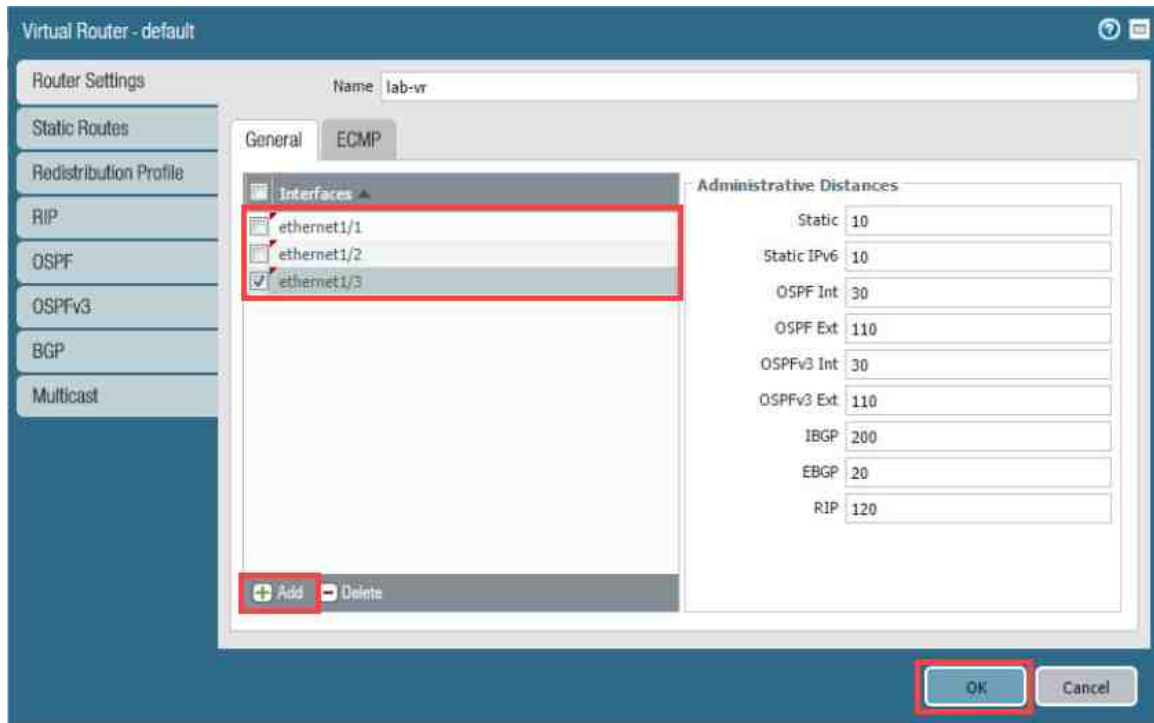 Virtual Router - default
Router Settings
Static Routes
Redistribution Profile
RIP
OSPF
OSPFv3
BGP
Multicast
Name lab-vr
General ECMP
Interfaces
ethernet1/1
ethernet1/2
ethernet1/3
Add Delete
Administrative Distances
Static 10
Static IPv6 10
OSPF Int 30
OSPF Ext 110
OSPFv3 Int 30
OSPFv3 Ext 110
IBGP 200
EBGP 20
RIP 120
OK Cancel